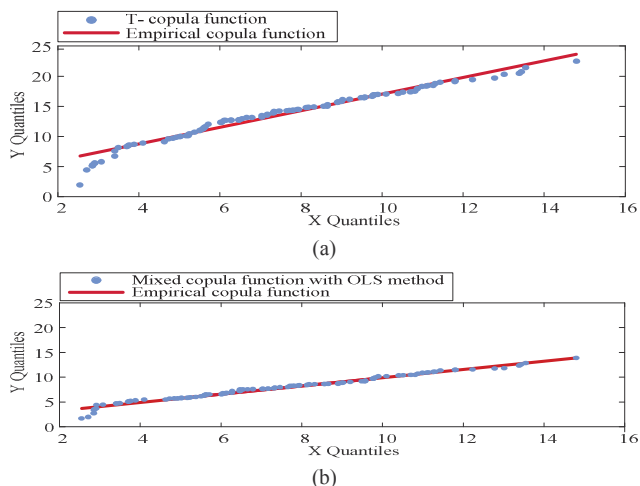 T- copula function
Empirical copula function
25
20
15
10
5
0
Y Quantiles
2 4 6 8 10 12 14 16
X Quantiles
(a)
Mixed copula function with OLS method
Empirical copula function
25
20
15
10
5
0
Y Quantiles
2 4 6 8 10 12 14 16
X Quantiles
(b)